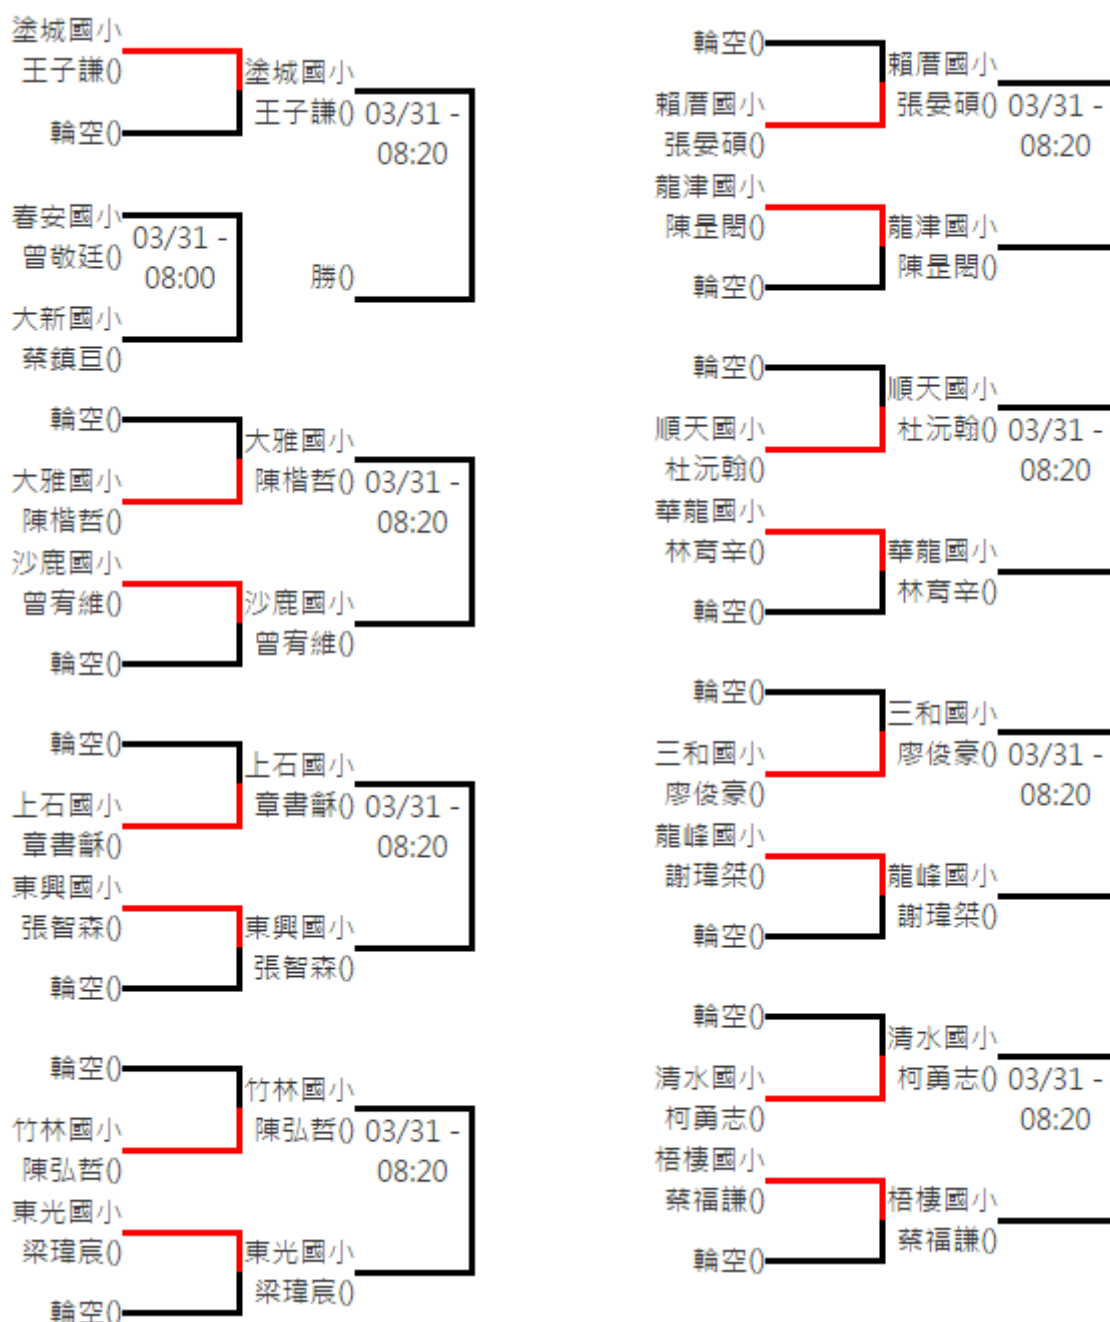 塗城國小
王子謙()
輪空()
塗城國小
王子謙()
03/31 -
08:20
春安國小
曾敬廷()
03/31 -
08:00
大新國小
蔡鎮亘()
勝()
輪空()
大雅國小
陳楷哲()
大雅國小
陳楷哲()
03/31 -
08:20
沙鹿國小
曾宥維()
輪空()
沙鹿國小
曾宥維()
輪空()
上石國小
章書龢()
上石國小
章書龢()
03/31 -
08:20
東興國小
張智森()
輪空()
東興國小
張智森()
輪空()
竹林國小
陳弘哲()
竹林國小
陳弘哲()
03/31 -
08:20
東光國小
梁瑋宸()
輪空()
東光國小
梁瑋宸()
輪空()
賴厝國小
張晏碩()
賴厝國小
張晏碩()
03/31 -
08:20
龍津國小
陳昰閎()
輪空()
龍津國小
陳昰閎()
輪空()
順天國小
杜沅翰()
順天國小
杜沅翰()
03/31 -
08:20
華龍國小
林育辛()
輪空()
華龍國小
林育辛()
輪空()
三和國小
廖俊豪()
三和國小
廖俊豪()
03/31 -
08:20
龍峰國小
謝瑋桀()
輪空()
龍峰國小
謝瑋桀()
輪空()
清水國小
柯勇志()
清水國小
柯勇志()
03/31 -
08:20
梧棲國小
蔡福謙()
輪空()
梧棲國小
蔡福謙()